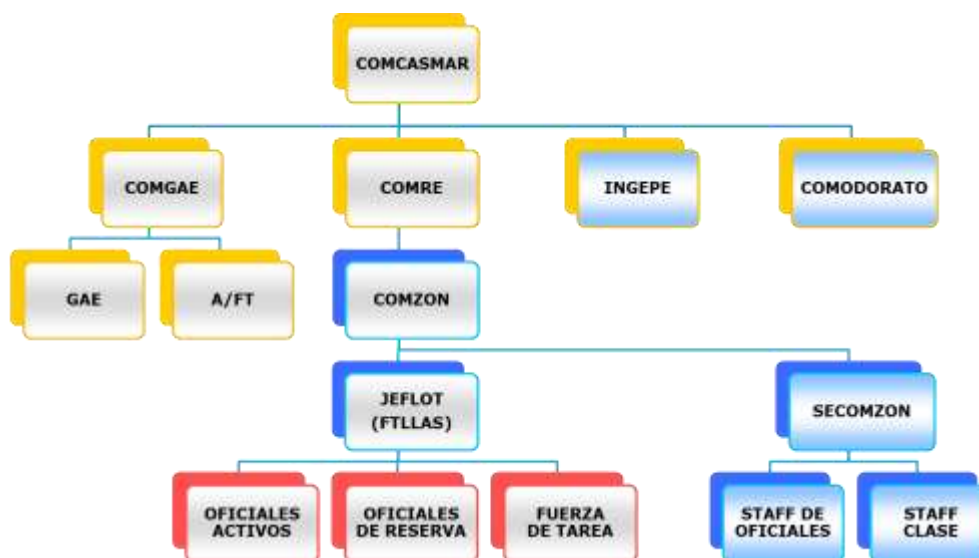 COMCASMAR
COMGAE
COMRE
INGEPE
COMODORATO
GAE
A/FT
COMZON
JEFLOT
(FTLLAS)
SECOMZON
OFICIALES
ACTIVOS
OFICIALES
DE RESERVA
FUERZA
DE TAREA
STAFF DE
OFICIALES
STAFF
CLASE